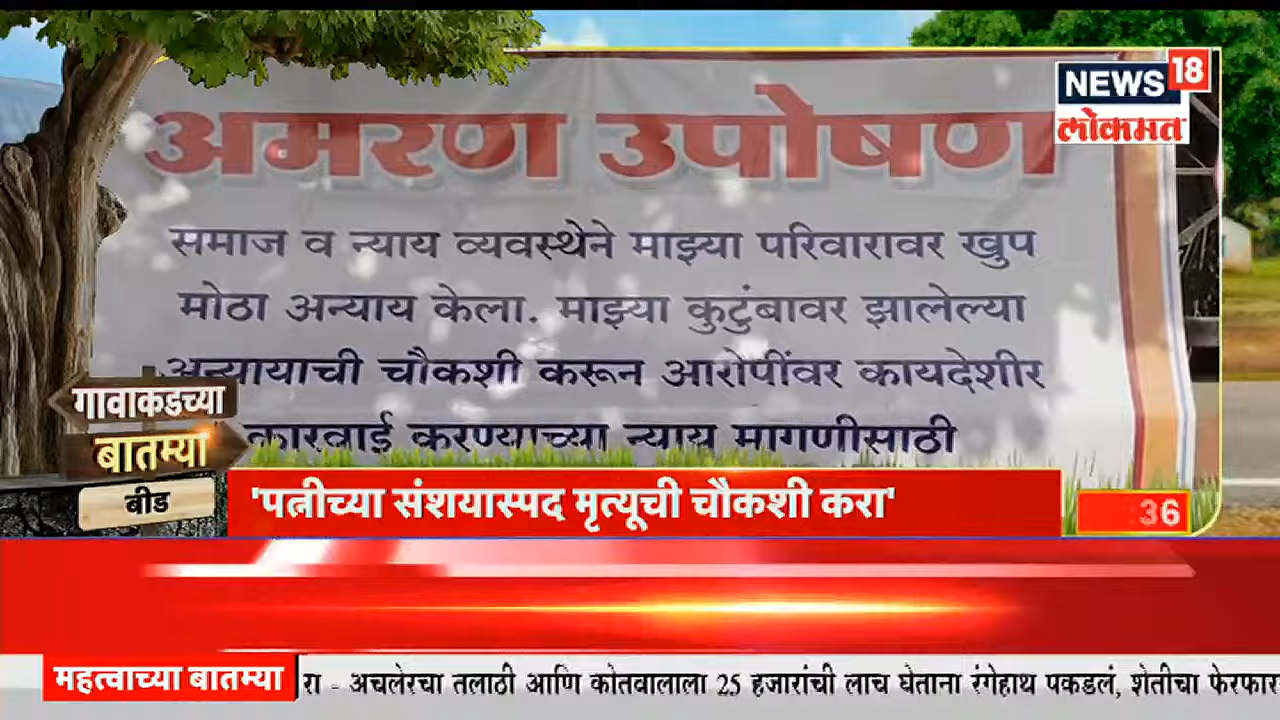 NEWS 18
लोकमत
अमरण उपोषण
समाज व न्याय व्यवस्थेने माझ्या परिवारावर खुप
मोठा अन्याय केला. माझ्या कुटुंबावर झालेल्या
अन्यायाची चौकशी करून आरोपींवर कायदेशीर
कारवाई करण्याच्या न्याय मागणीसाठी
गावाकडच्या
बातम्या
बीड
'पत्नीच्या संशयास्पद मृत्यूची चौकशी करा'
36
महत्वाच्या बातम्या
रा - अचलेरचा तलाठी आणि कोतवालाला 25 हजारांची लाच घेताना रंगेहाथ पकडलं, शेतीचा फेरफार